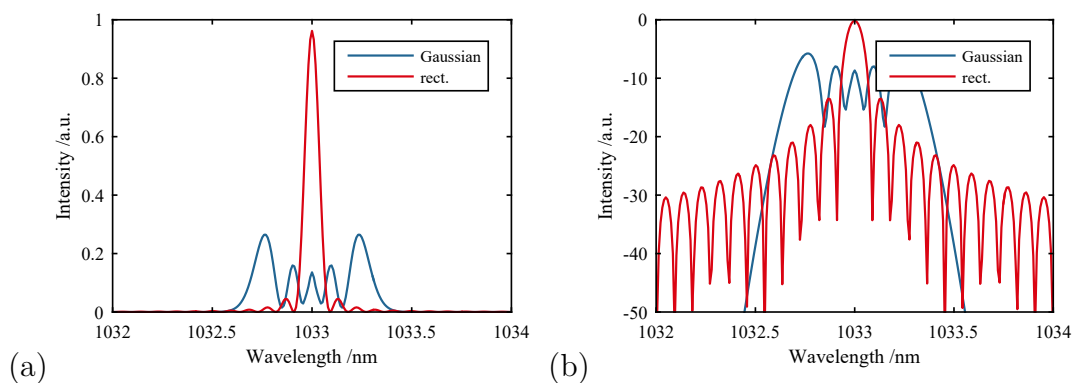 1
0.8
0.6
0.4
0.2
0
Intensity /a.u.
Gaussian
rect.
1032
1032.5
1033
1033.5
1034
Wavelength /nm
(a)
0
-10
-20
-30
-40
-50
Intensity /a.u.
Gaussian
rect.
1032
1032.5
1033
1033.5
1034
Wavelength /nm
(b)